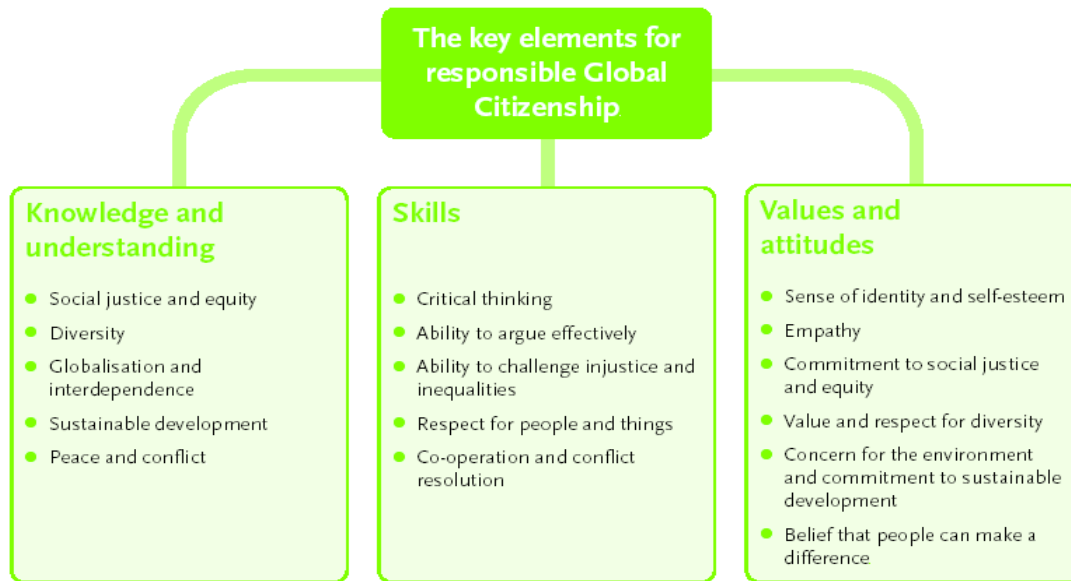 The key elements for
responsible Global
Citizenship
Knowledge and
understanding
● Social justice and equity
● Diversity
● Globalisation and
interdependence
● Sustainable development
● Peace and conflict
Skills
● Critical thinking
● Ability to argue effectively
● Ability to challenge injustice and
inequalities
● Respect for people and things
● Co-operation and conflict
resolution
Values and
attitudes
● Sense of identity and self-esteem
● Empathy
● Commitment to social justice
and equity
● Value and respect for diversity
● Concern for the environment
and commitment to sustainable
development
● Belief that people can make a
difference